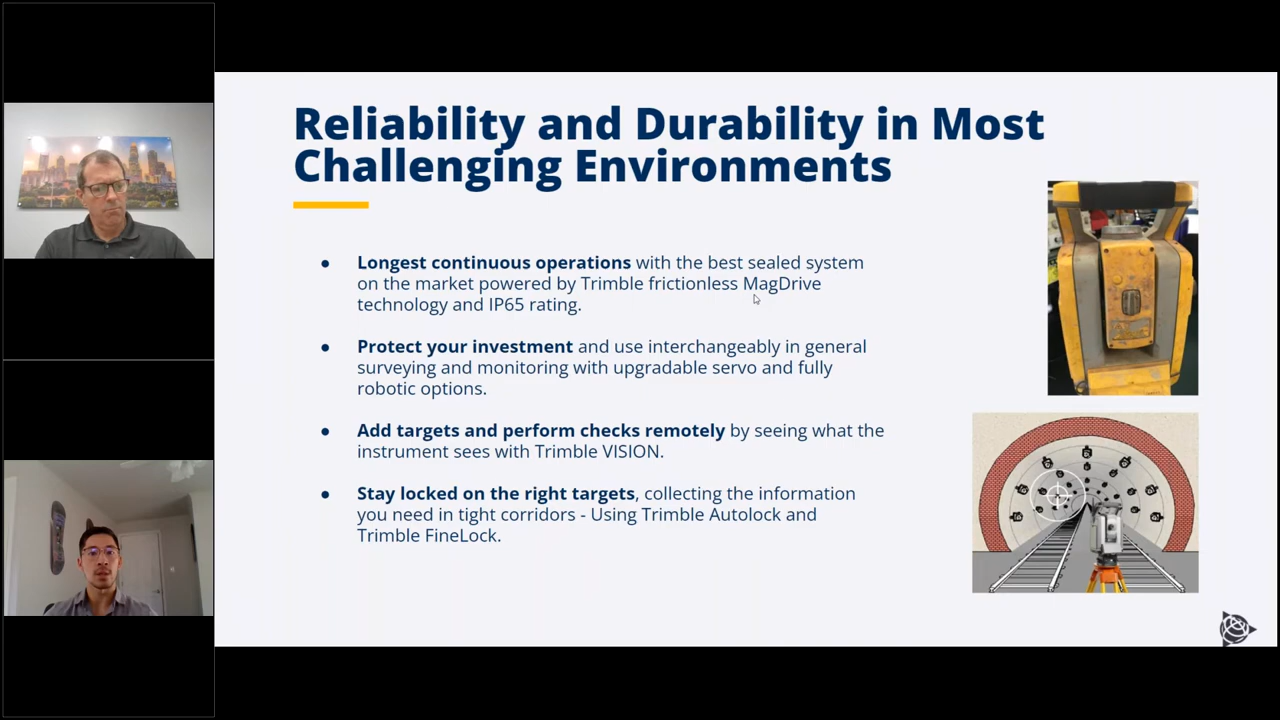 Reliability and Durability in Most
Challenging Environments
● Longest continuous operations with the best sealed system
on the market powered by Trimble frictionless MagDrive
technology and IP65 rating.
● Protect your investment and use interchangeably in general
surveying and monitoring with upgradable servo and fully
robotic options.
● Add targets and perform checks remotely by seeing what the
instrument sees with Trimble VISION.
● Stay locked on the right targets, collecting the information
you need in tight corridors - Using Trimble Autolock and
Trimble FineLock.